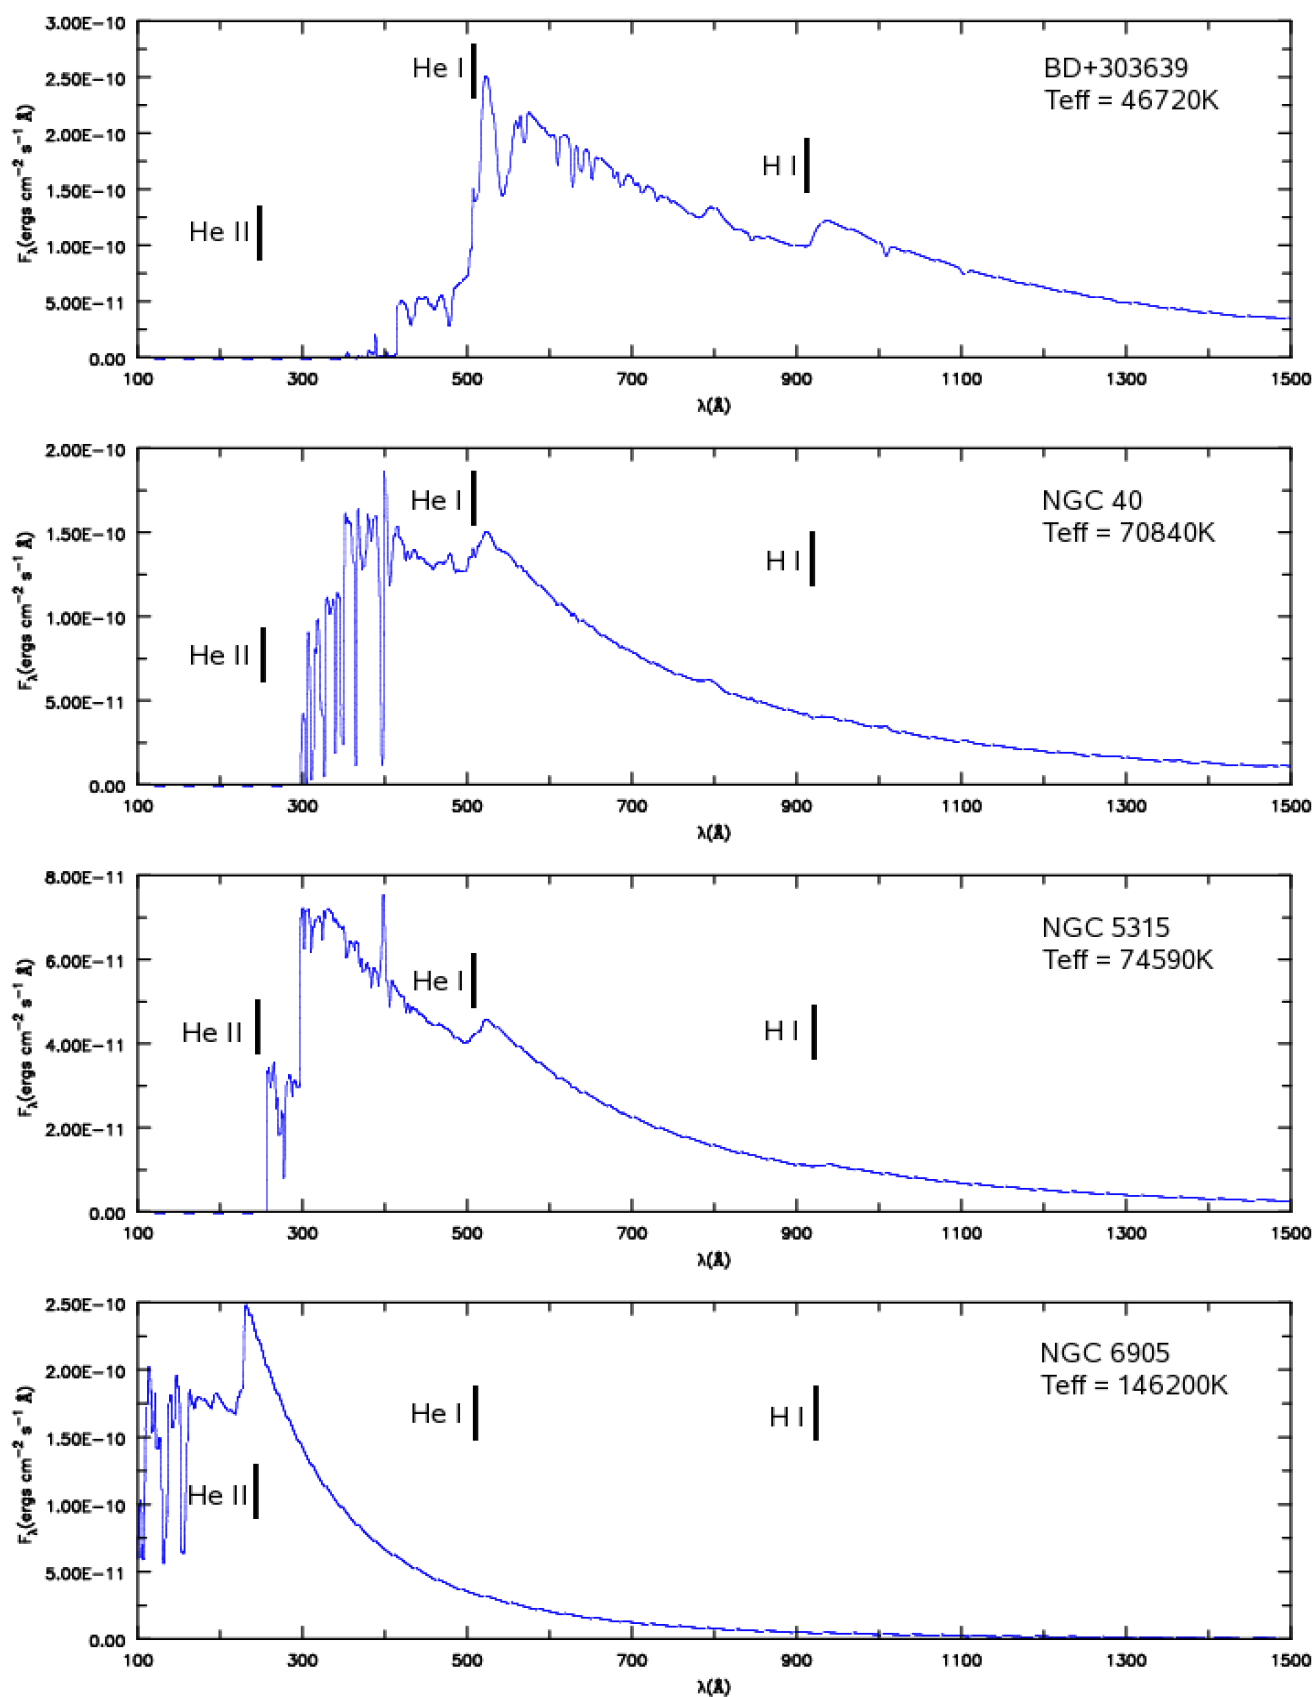 3.00E−10
2.50E−10
2.00E−10
1.50E−10
1.00E−10
5.00E−11
0.00
Fλ(ergs cm−2 s−1 Å)
He II
He I
H I
BD+303639
Teff = 46720K
100 300 500 700 900 1100 1300 1500
λ(Å)
2.00E−10
1.50E−10
1.00E−10
5.00E−11
0.00
Fλ(ergs cm−2 s−1 Å)
He II
He I
H I
NGC 40
Teff = 70840K
100 300 500 700 900 1100 1300 1500
λ(Å)
8.00E−11
6.00E−11
4.00E−11
2.00E−11
0.00
Fλ(ergs cm−2 s−1 Å)
He II
He I
H I
NGC 5315
Teff = 74590K
100 300 500 700 900 1100 1300 1500
λ(Å)
2.50E−10
2.00E−10
1.50E−10
1.00E−10
5.00E−11
0.00
Fλ(ergs cm−2 s−1 Å)
He II
He I
H I
NGC 6905
Teff = 146200K
100 300 500 700 900 1100 1300 1500
λ(Å)